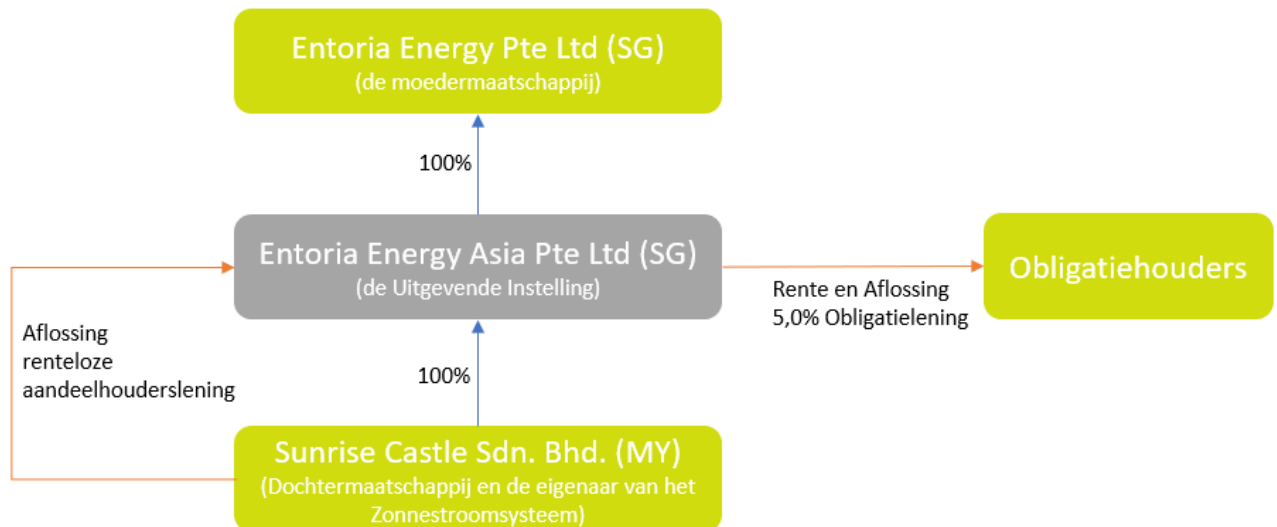 Entoria Energy Pte Ltd (SG)
(de moedermaatschappij)
100%
Entoria Energy Asia Pte Ltd (SG)
(de Uitgevende Instelling)
Obligatiehouders
Rente en Aflossing
5,0% Obligatielening
Aflossing
renteloze
aandeelhouderslening
100%
Sunrise Castle Sdn. Bhd. (MY)
(Dochtermaatschappij en de eigenaar van het
Zonnestroomsysteem)